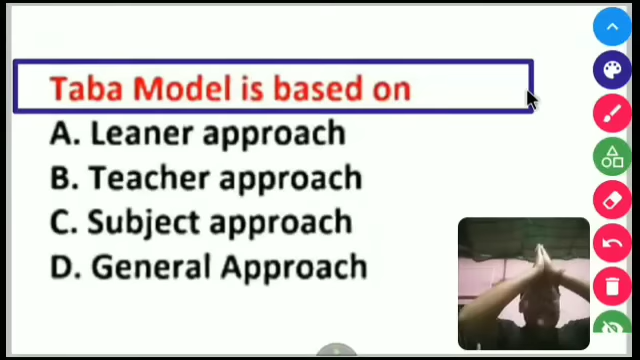 Taba Model is based on
A. Leaner approach
B. Teacher approach
C. Subject approach
D. General Approach